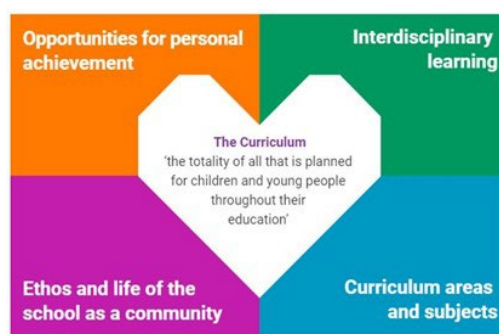 Opportunities for personal
achievement
Interdisciplinary
learning
The Curriculum
'the totality of all that is planned
for children and young people
throughout their
education'
Ethos and life of the
school as a community
Curriculum areas
and subjects